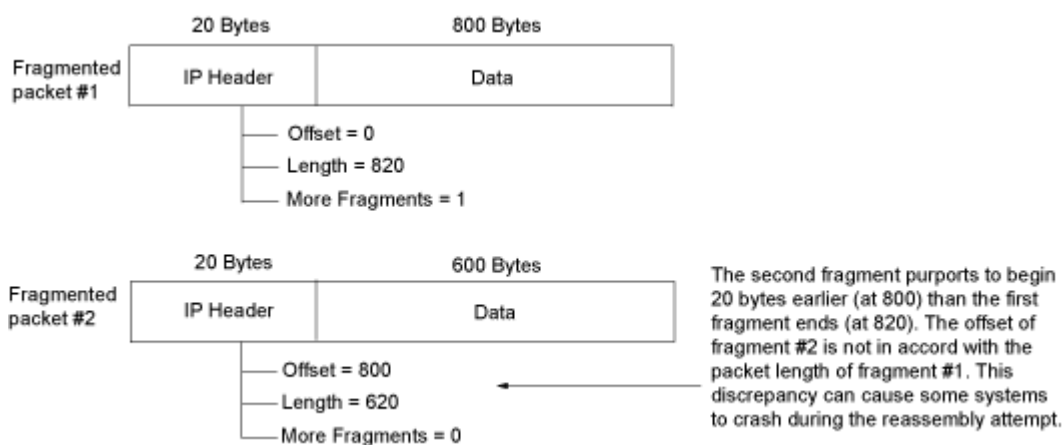 20 Bytes 800 Bytes
Fragmented
packet #1
IP Header Data
Offset = 0
Length = 820
More Fragments = 1
20 Bytes 600 Bytes
Fragmented
packet #2
IP Header Data
Offset = 800
Length = 620
More Fragments = 0
The second fragment purports to begin
20 bytes earlier (at 800) than the first
fragment ends (at 820). The offset of
fragment #2 is not in accord with the
packet length of fragment #1. This
discrepancy can cause some systems
to crash during the reassembly attempt.